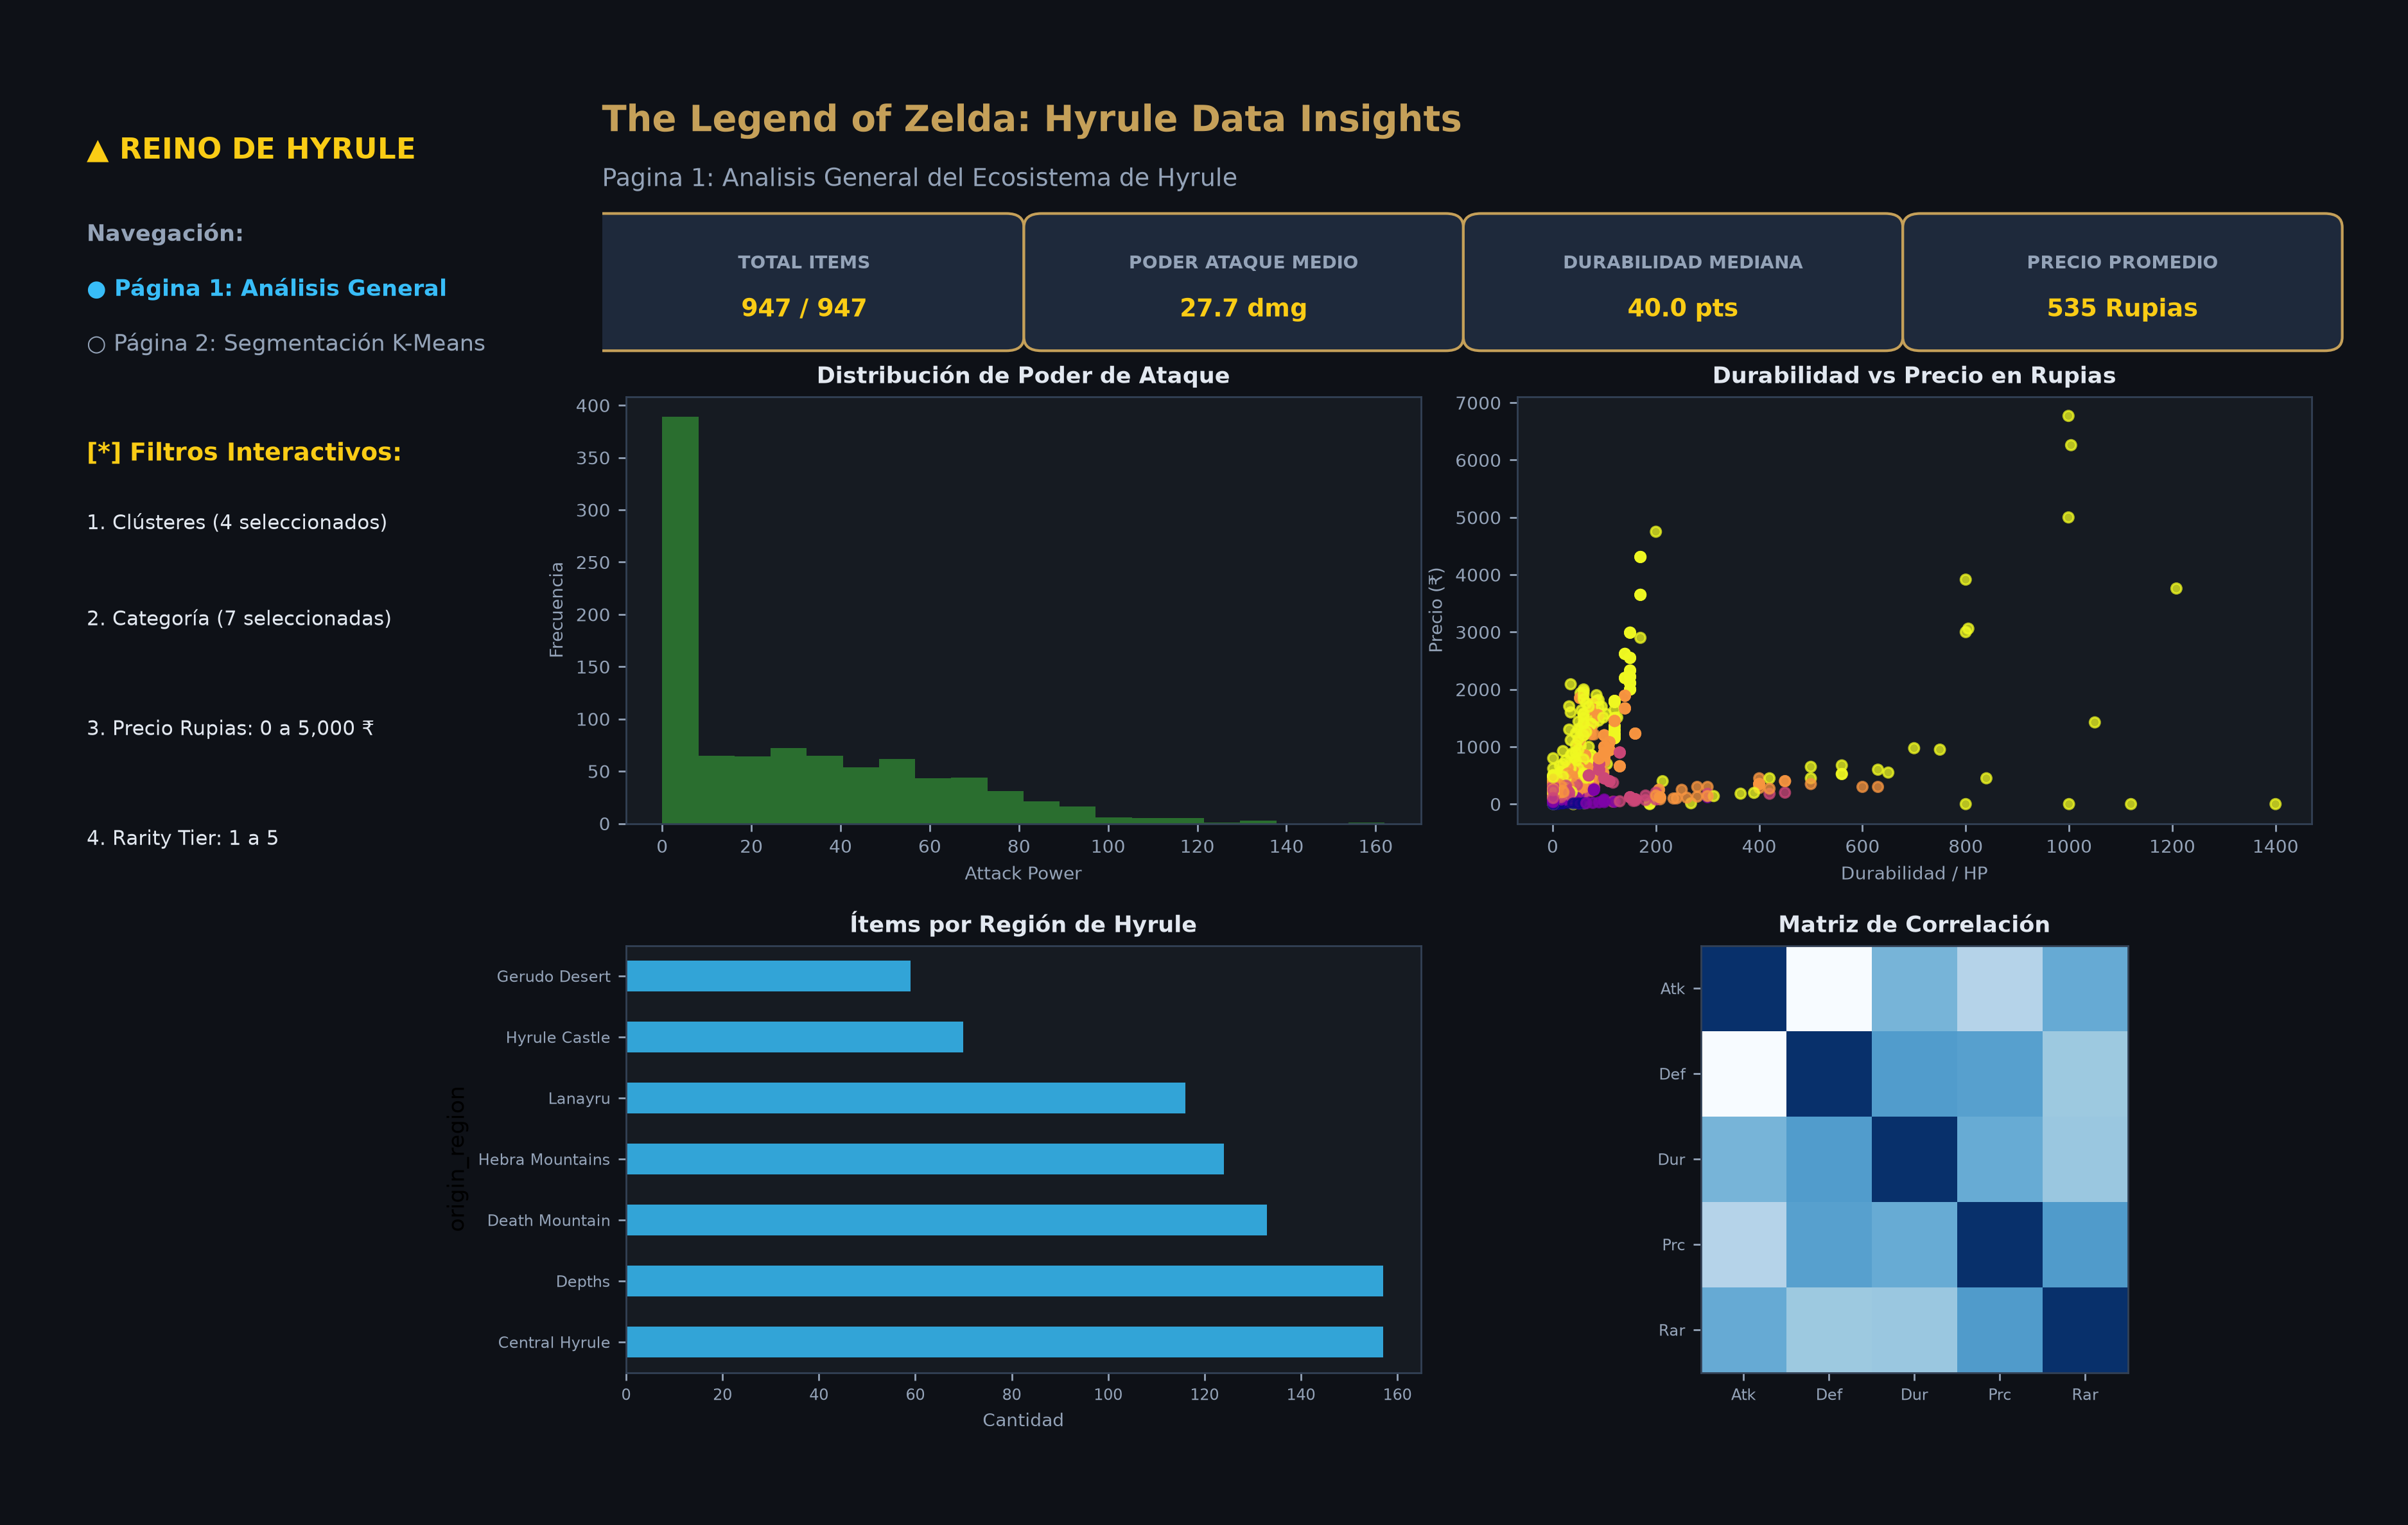 ▲ REINO DE HYRULE
Navegación:
● Página 1: Análisis General
○ Página 2: Segmentación K-Means
[*] Filtros Interactivos:
1. Clústeres (4 seleccionados)
2. Categoría (7 seleccionadas)
3. Precio Rupias: 0 a 5,000 ₹
4. Rarity Tier: 1 a 5
The Legend of Zelda: Hyrule Data Insights
Pagina 1: Analisis General del Ecosistema de Hyrule
TOTAL ITEMS
947 / 947
PODER ATAQUE MEDIO
27.7 dmg
DURABILIDAD MEDIANA
40.0 pts
PRECIO PROMEDIO
535 Rupias
Distribución de Poder de Ataque
Frecuencia
400
350
300
250
200
150
100
50
0
0 20 40 60 80 100 120 140 160
Attack Power
Durabilidad vs Precio en Rupias
Precio (₹)
7000
6000
5000
4000
3000
2000
1000
0
0 200 400 600 800 1000 1200 1400
Durabilidad / HP
Ítems por Región de Hyrule
origin_region
Gerudo Desert
Hyrule Castle
Lanayru
Hebra Mountains
Death Mountain
Depths
Central Hyrule
0 20 40 60 80 100 120 140 160
Cantidad
Matriz de Correlación
Atk
Def
Dur
Prc
Rar
Atk Def Dur Prc Rar